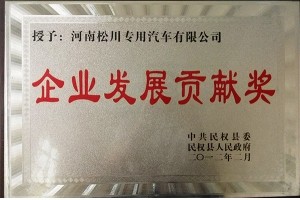 授予：河南松川专用汽车有限公司
企业发展贡献奖
中共民权县委
民权县人民政府
二〇一二年二月